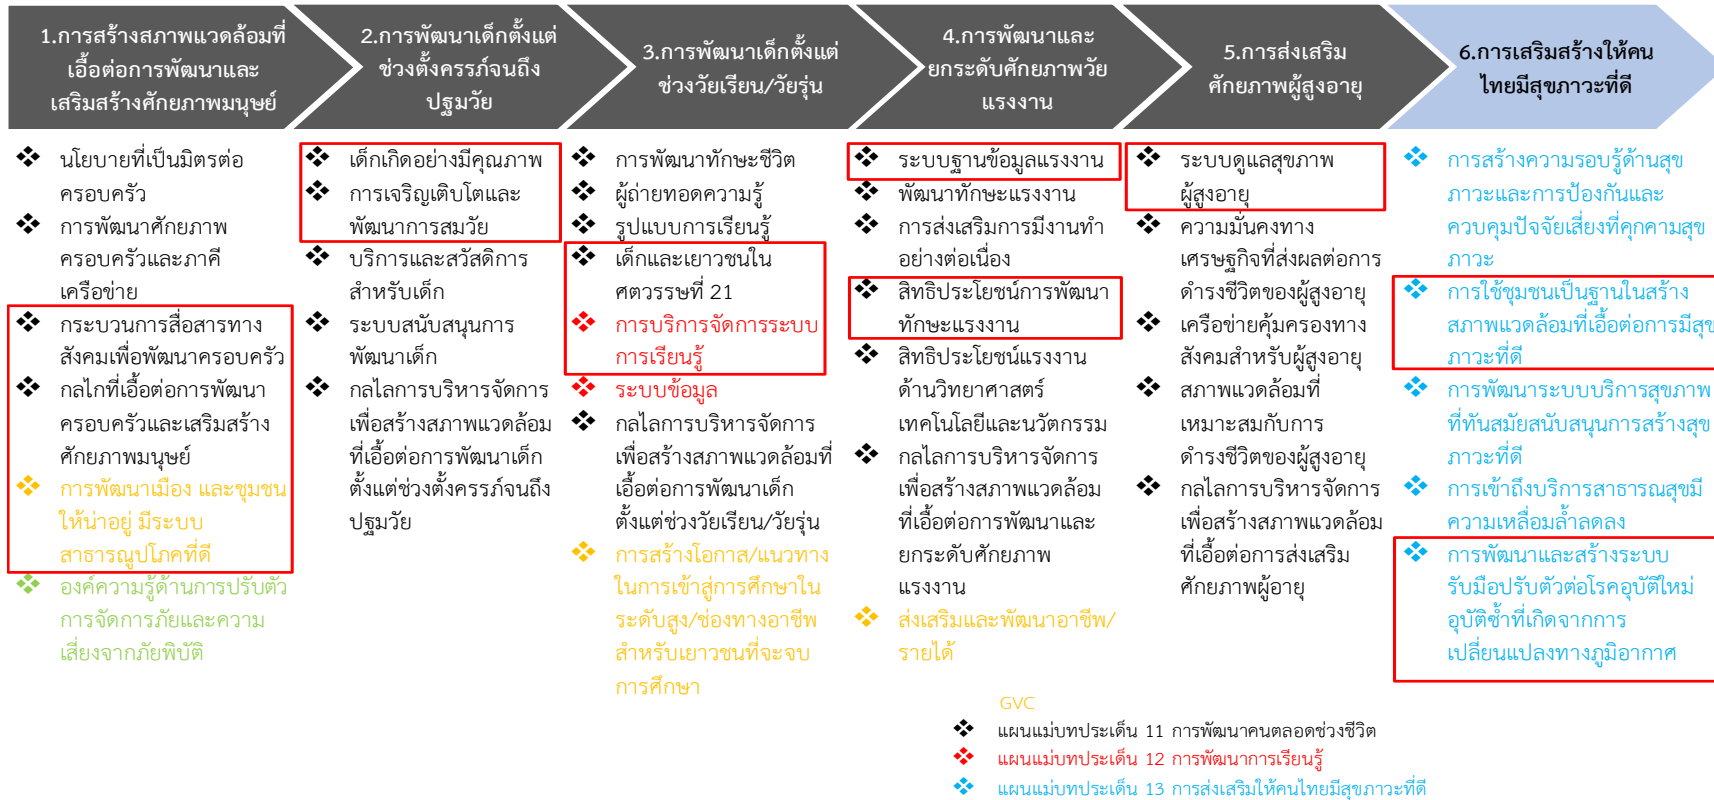 1.การสร้างสภาพแวดล้อมที่
เอื้อต่อการพัฒนาและ
เสริมสร้างศักยภาพมนุษย์
2.การพัฒนาเด็กตั้งแต่
ช่วงตั้งครรภ์จนถึง
ปฐมวัย
3.การพัฒนาเด็กตั้งแต่
ช่วงวัยเรียน/วัยรุ่น
4.การพัฒนาและ
ยกระดับศักยภาพวัย
แรงงาน
5.การส่งเสริม
ศักยภาพผู้สูงอายุ
6.การเสริมสร้างให้คน
ไทยมีสุขภาวะที่ดี
❖ นโยบายที่เป็นมิตรต่อ
ครอบครัว
❖ การพัฒนาศักยภาพ
ครอบครัวและภาคี
เครือข่าย
❖ กระบวนการสื่อสารทาง
สังคมเพื่อพัฒนาครอบครัว
❖ กลไกที่เอื้อต่อการพัฒนา
ครอบครัวและเสริมสร้าง
ศักยภาพมนุษย์
❖ การพัฒนาเมือง และชุมชน
ให้น่าอยู่ มีระบบ
สาธารณูปโภคที่ดี
❖ องค์ความรู้ด้านการปรับตัว
การจัดการภัยและความ
เสี่ยงจากภัยพิบัติ
❖ เด็กเกิดอย่างมีคุณภาพ
❖ การเจริญเติบโตและ
พัฒนาการสมวัย
❖ บริการและสวัสดิการ
สำหรับเด็ก
❖ ระบบสนับสนุนการ
พัฒนาเด็ก
❖ กลไลการบริหารจัดการ
เพื่อสร้างสภาพแวดล้อม
ที่เอื้อต่อการพัฒนาเด็ก
ตั้งแต่ช่วงตั้งครรภ์จนถึง
ปฐมวัย
❖ การพัฒนาทักษะชีวิต
❖ ผู้ถ่ายทอดความรู้
❖ รูปแบบการเรียนรู้
❖ เด็กและเยาวชนใน
ศตวรรษที่ 21
❖ การบริการจัดการระบบ
การเรียนรู้
❖ ระบบข้อมูล
❖ กลไลการบริหารจัดการ
เพื่อสร้างสภาพแวดล้อมที่
เอื้อต่อการพัฒนาเด็ก
ตั้งแต่ช่วงวัยเรียน/วัยรุ่น
❖ การสร้างโอกาส/แนวทาง
ในการเข้าสู่การศึกษาใน
ระดับสูง/ช่องทางอาชีพ
สำหรับเยาวชนที่จะจบ
การศึกษา
❖ ระบบฐานข้อมูลแรงงาน
❖ พัฒนาทักษะแรงงาน
❖ การส่งเสริมการมีงานทำ
อย่างต่อเนื่อง
❖ สิทธิประโยชน์การพัฒนา
ทักษะแรงงาน
❖ สิทธิประโยชน์แรงงาน
ด้านวิทยาศาสตร์
เทคโนโลยีและนวัตกรรม
❖ กลไลการบริหารจัดการ
เพื่อสร้างสภาพแวดล้อม
ที่เอื้อต่อการพัฒนาและ
ยกระดับศักยภาพ
แรงงาน
❖ ส่งเสริมและพัฒนาอาชีพ/
รายได้
❖ ระบบดูแลสุขภาพ
ผู้สูงอายุ
❖ ความมั่นคงทาง
เศรษฐกิจที่ส่งผลต่อการ
ดำรงชีวิตของผู้สูงอายุ
❖ เครือข่ายคุ้มครองทาง
สังคมสำหรับผู้สูงอายุ
❖ สภาพแวดล้อมที่
เหมาะสมกับการ
ดำรงชีวิตของผู้สูงอายุ
❖ กลไลการบริหารจัดการ
เพื่อสร้างสภาพแวดล้อม
ที่เอื้อต่อการส่งเสริม
ศักยภาพผู้อายุ
❖ การสร้างความรอบรู้ด้านสุข
ภาวะและการป้องกันและ
ควบคุมปัจจัยเสี่ยงที่คุกคามสุข
ภาวะ
❖ การใช้ชุมชนเป็นฐานในสร้าง
สภาพแวดล้อมที่เอื้อต่อการมีสุข
ภาวะที่ดี
❖ การพัฒนาระบบบริการสุขภาพ
ที่ทันสมัยสนับสนุนการสร้างสุข
ภาวะที่ดี
❖ การเข้าถึงบริการสาธารณสุขมี
ความเหลื่อมล้ำลดลง
❖ การพัฒนาและสร้างระบบ
รับมือปรับตัวต่อโรคอุบัติใหม่
อุบัติซ้ำที่เกิดจากการ
เปลี่ยนแปลงทางภูมิอากาศ
GVC
❖ แผนแม่บทประเด็น 11 การพัฒนาคนตลอดช่วงชีวิต
❖ แผนแม่บทประเด็น 12 การพัฒนาการเรียนรู้
❖ แผนแม่บทประเด็น 13 การส่งเสริมให้คนไทยมีสุขภาวะที่ดี